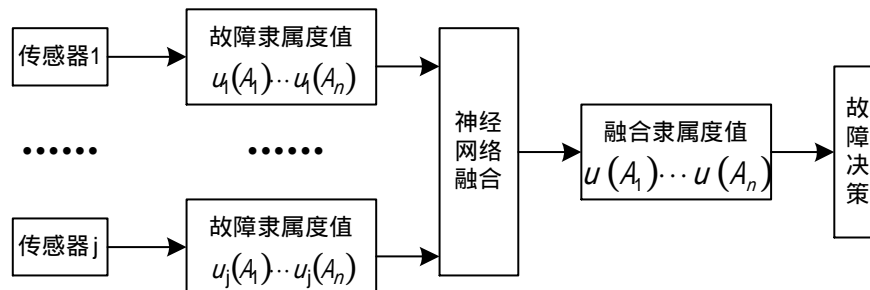 传感器1
故障隶属度值
u₁(A₁)···u₁(Aₙ)
••••••
••••••
传感器j
故障隶属度值
uⱼ(A₁)···uⱼ(Aₙ)
神经
网络
融合
融合隶属度值
u(A₁)···u(Aₙ)
故
障
决
策